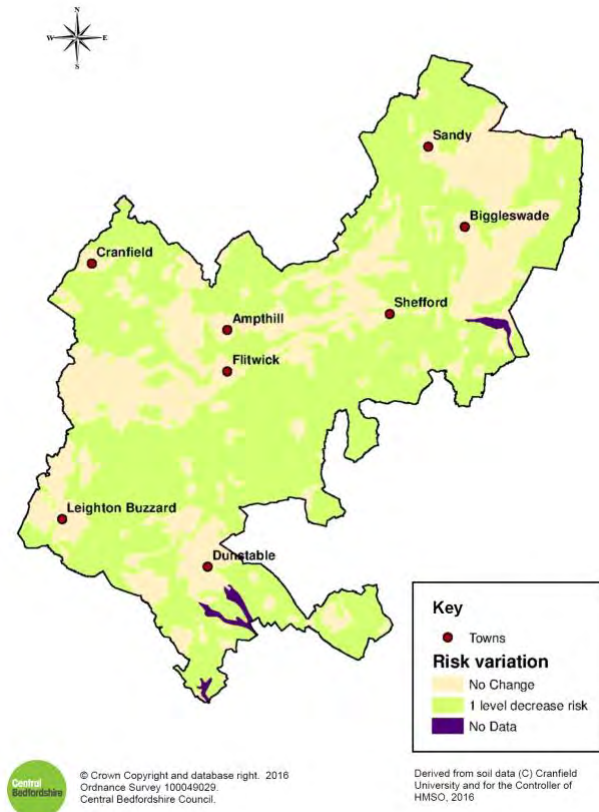 N
W E
S
Sandy
Biggleswade
Cranfield
Shefford
Ampthill
Flitwick
Leighton Buzzard
Dunstable
Key
Towns
Risk variation
No Change
1 level decrease risk
No Data
Central
Bedfordshire
© Crown Copyright and database right. 2016
Ordnance Survey 100049029.
Central Bedfordshire Council.
Derived from soil data (C) Cranfield
University and for the Controller of
HMSO, 2016